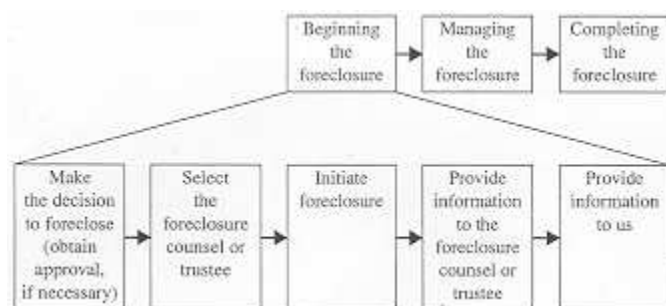 Beginning
the
foreclosure
Managing
the
foreclosure
Completing
the
foreclosure
Make
the decision
to foreclose
(obtain
approval,
if necessary)
Select
the
foreclosure
counsel or
trustee
Initiate
foreclosure
Provide
information
to the
foreclosure
counsel or
trustee
Provide
information
to us